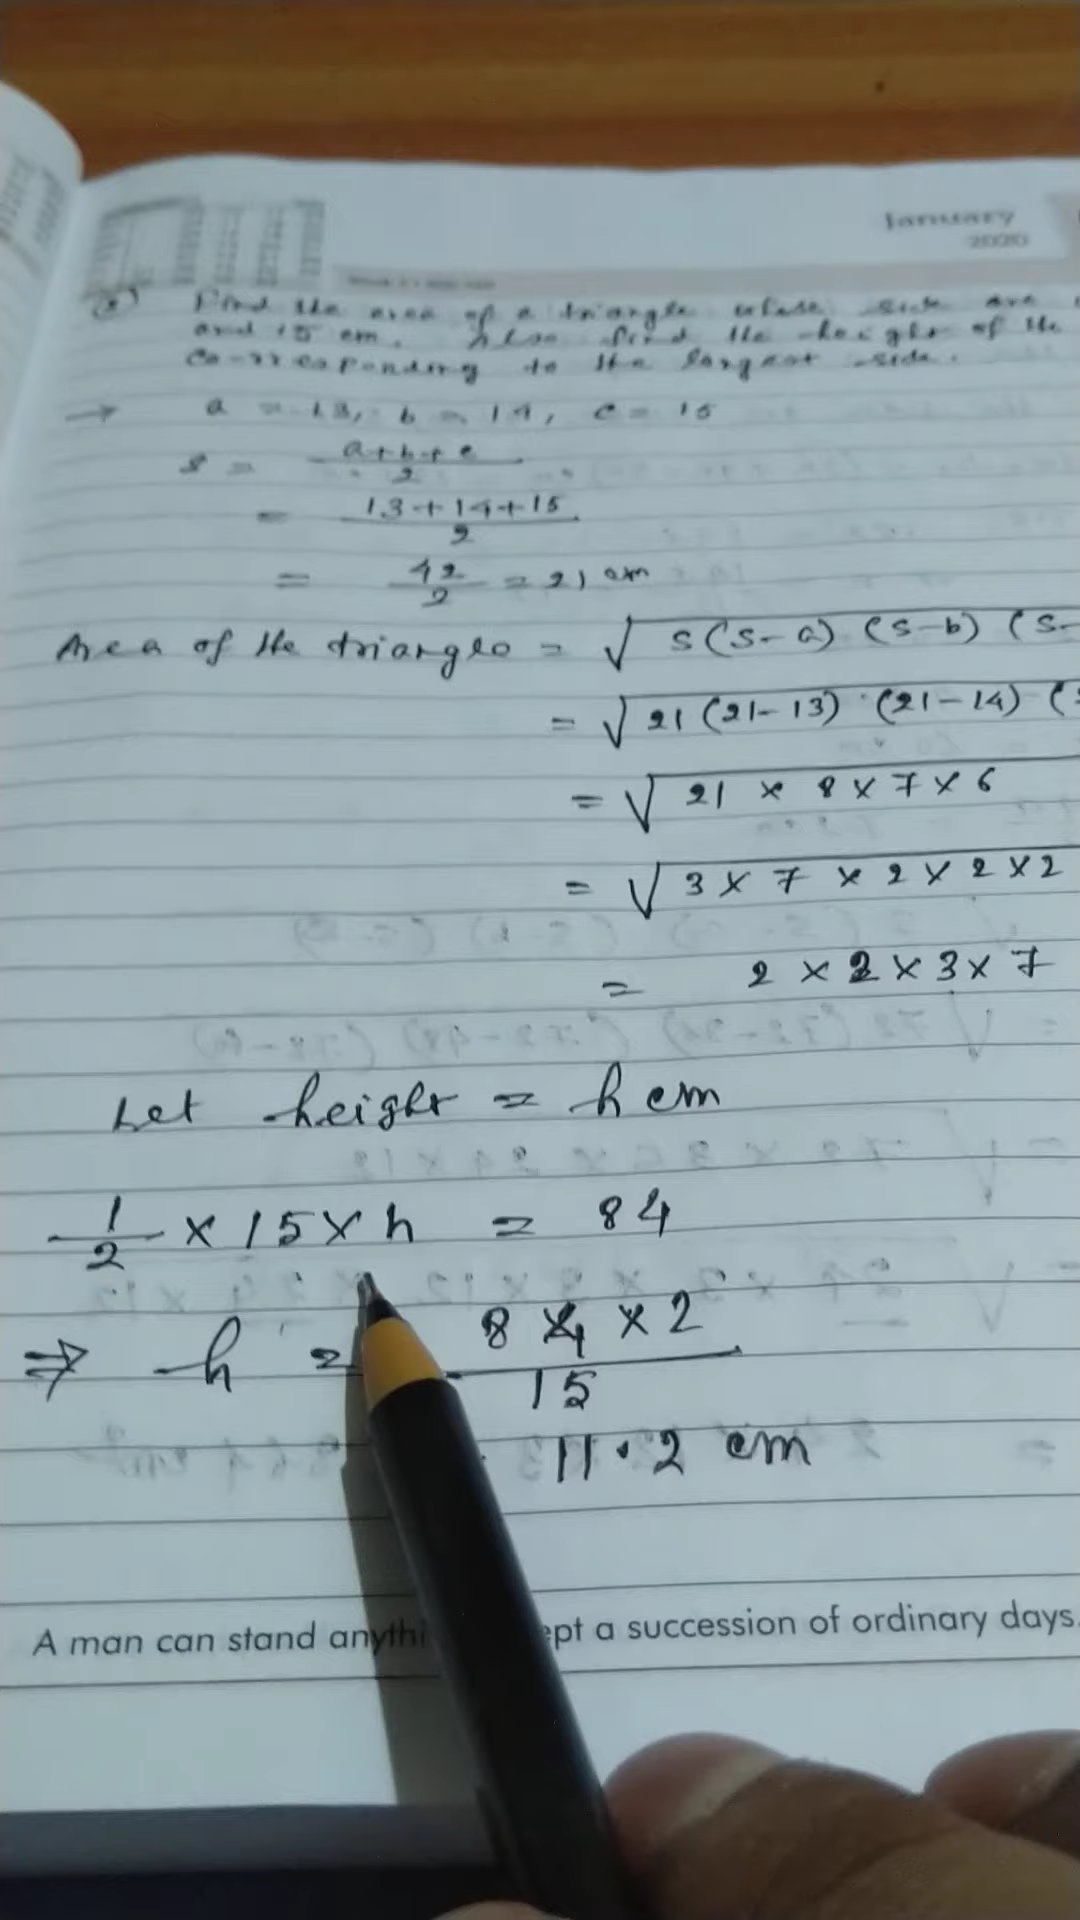 January
2020
Find the area of a triangle whose side are
and 15 cm. Also find the height of the
corresponding to the largest side.
→ a = 13, b = 14, c = 15
s = a+b+c / 2
= 13+14+15 / 2
= 42 / 2 = 21 cm
Area of the triangle = √ s(s-a) (s-b) (s-
= √ 21 (21-13) (21-14) (
= √ 21 × 8 × 7 × 6
= √ 3 × 7 × 2 × 2 × 2
= 2 × 2 × 3 × 7
Let height = h cm
1/2 × 15 × h = 84
⇒ h = 84 × 2 / 15
11.2 cm
A man can stand anythi ept a succession of ordinary days.